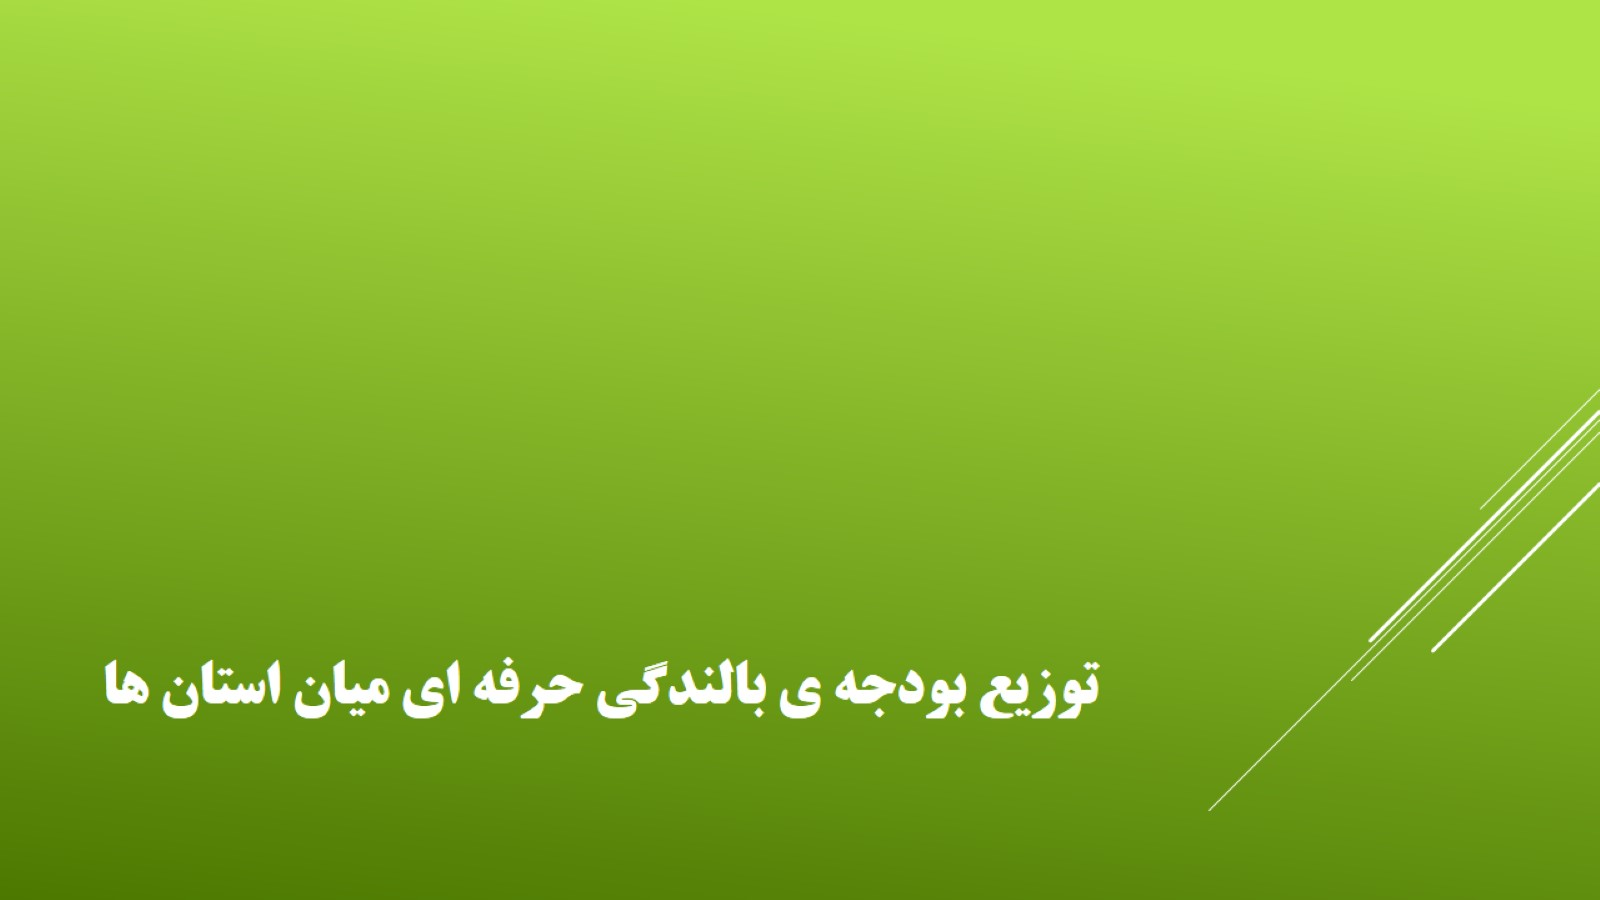 توزیع بودجه ی بالندگی حرفه ای میان استان ها